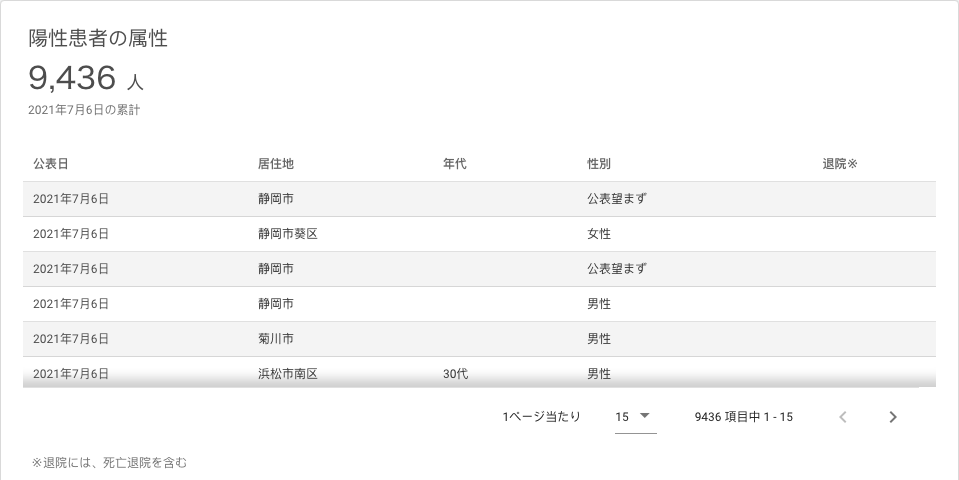 陽性患者の属性
9,436 人
2021年7月6日の累計
公表日 居住地 年代 性別 退院※
2021年7月6日 静岡市 公表望まず
2021年7月6日 静岡市葵区 女性
2021年7月6日 静岡市 公表望まず
2021年7月6日 静岡市 男性
2021年7月6日 菊川市 男性
2021年7月6日 浜松市南区 30代 男性
1ページ当たり 15 9436 項目中 1 - 15
※退院には、死亡退院を含む